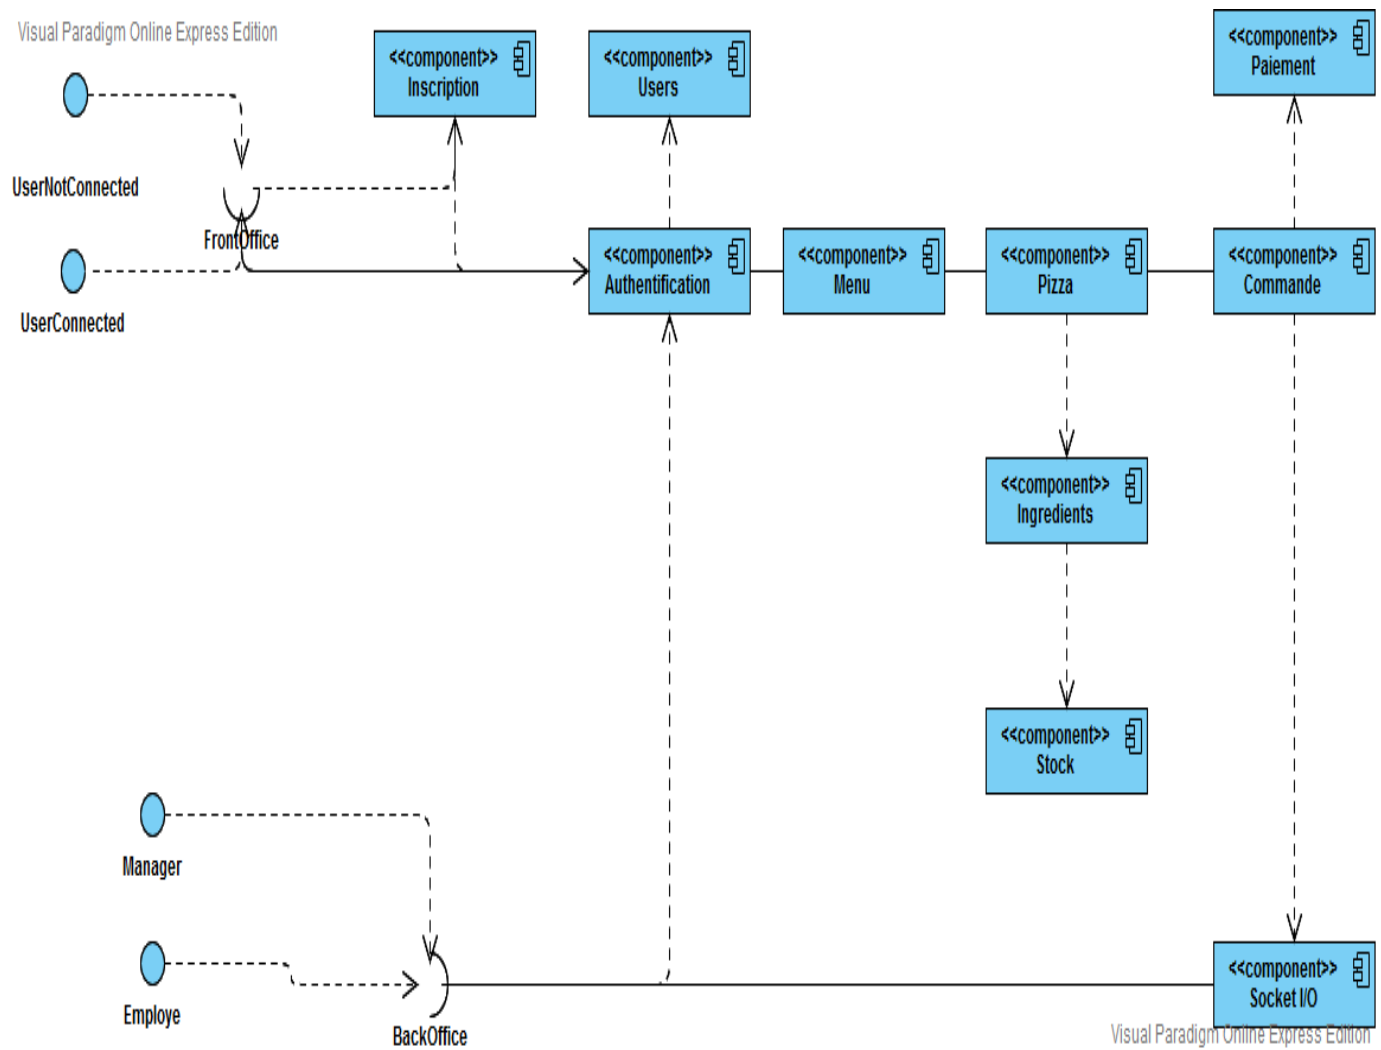 Visual Paradigm Online Express Edition
<<component>>
Inscription
<<component>>
Users
<<component>>
Paiement
UserNotConnected
FrontOffice
UserConnected
<<component>>
Authentification
<<component>>
Menu
<<component>>
Pizza
<<component>>
Commande
<<component>>
Ingredients
<<component>>
Stock
Manager
Employe
BackOffice
<<component>>
Socket I/O
Visual Paradigm Online Express Edition